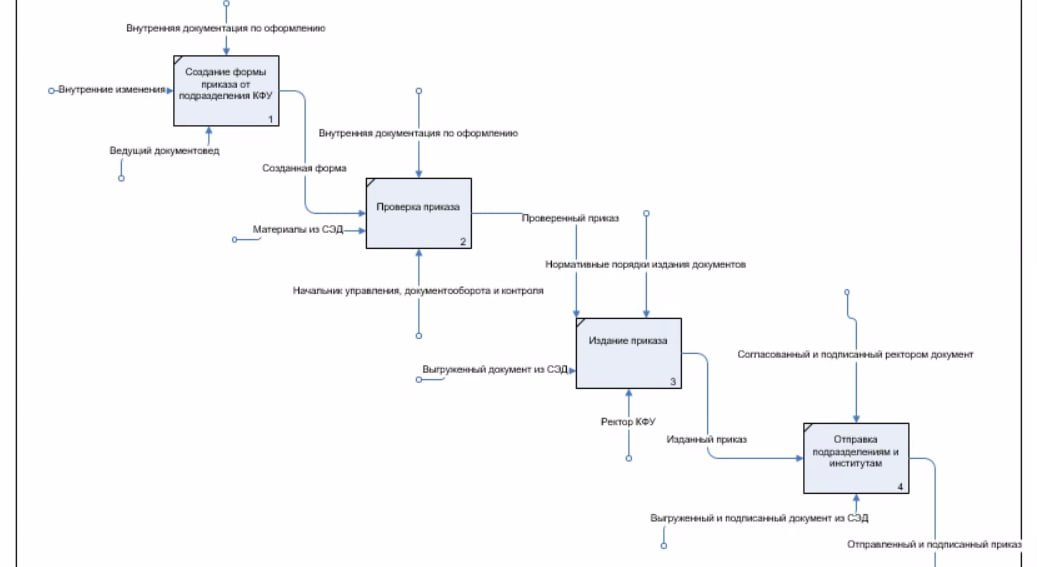 Внутренняя документация по оформлению
Создание формы
приказа от
подразделения КФУ
1
Внутренние изменения
Ведущий документовед
Внутренняя документация по оформлению
Созданная форма
Проверка приказа
2
Материалы из СЭД
Проверенный приказ
Нормативные порядки издания документов
Начальник управления, документооборота и контроля
Издание приказа
3
Выгруженный документ из СЭД
Согласованный и подписанный ректором документ
Ректор КФУ
Изданный приказ
Отправка
подразделениям и
институтам
4
Выгруженный и подписанный документ из СЭД
Отправленный и подписанный приказ